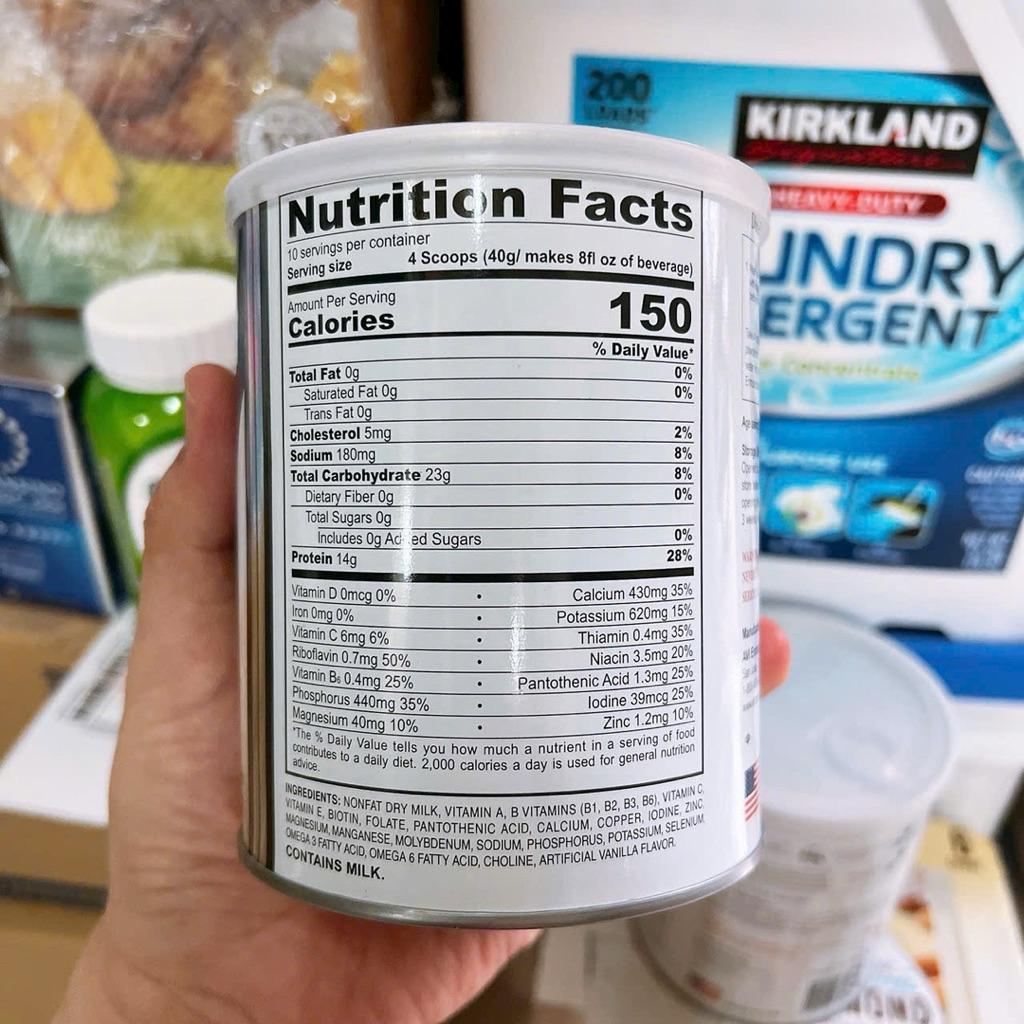 Nutrition Facts
10 servings per container
Serving size 4 Scoops (40g/ makes 8fl oz of beverage)
Amount Per Serving
Calories 150
% Daily Value*
Total Fat 0g 0%
Saturated Fat 0g 0%
Trans Fat 0g
Cholesterol 5mg 2%
Sodium 180mg 8%
Total Carbohydrate 23g 8%
Dietary Fiber 0g 0%
Total Sugars 0g
Includes 0g Added Sugars 0%
Protein 14g 28%
Vitamin D 0mcg 0% • Calcium 430mg 35%
Iron 0mg 0% • Potassium 620mg 15%
Vitamin C 6mg 6% • Thiamin 0.4mg 35%
Riboflavin 0.7mg 50% • Niacin 3.5mg 20%
Vitamin B6 0.4mg 25% • Pantothenic Acid 1.3mg 25%
Phosphorus 440mg 35% • Iodine 39mcg 25%
Magnesium 40mg 10% • Zinc 1.2mg 10%
*The % Daily Value tells you how much a nutrient in a serving of food
contributes to a daily diet. 2,000 calories a day is used for general nutrition
advice.
INGREDIENTS: NONFAT DRY MILK, VITAMIN A, B VITAMINS (B1, B2, B3, B6), VITAMIN C,
VITAMIN E, BIOTIN, FOLATE, PANTOTHENIC ACID, CALCIUM, COPPER, IODINE, ZINC,
MAGNESIUM, MANGANESE, MOLYBDENUM, SODIUM, PHOSPHORUS, POTASSIUM, SELENIUM,
OMEGA 3 FATTY ACID, OMEGA 6 FATTY ACID, CHOLINE, ARTIFICIAL VANILLA FLAVOR.
CONTAINS MILK.
200
LOADS
KIRKLAND
Signature
HEAVY-DUTY
UNDRY
ERGENT
Concentrate